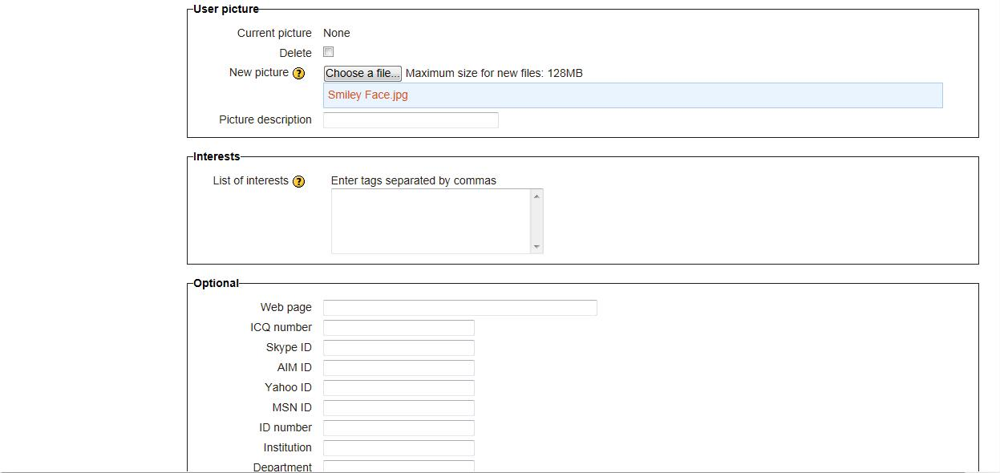 User picture
Current picture None
Delete
New picture ? Choose a file... Maximum size for new files: 128MB
Smiley Face.jpg
Picture description
Interests
List of interests ? Enter tags separated by commas
Optional
Web page
ICQ number
Skype ID
AIM ID
Yahoo ID
MSN ID
ID number
Institution
Department